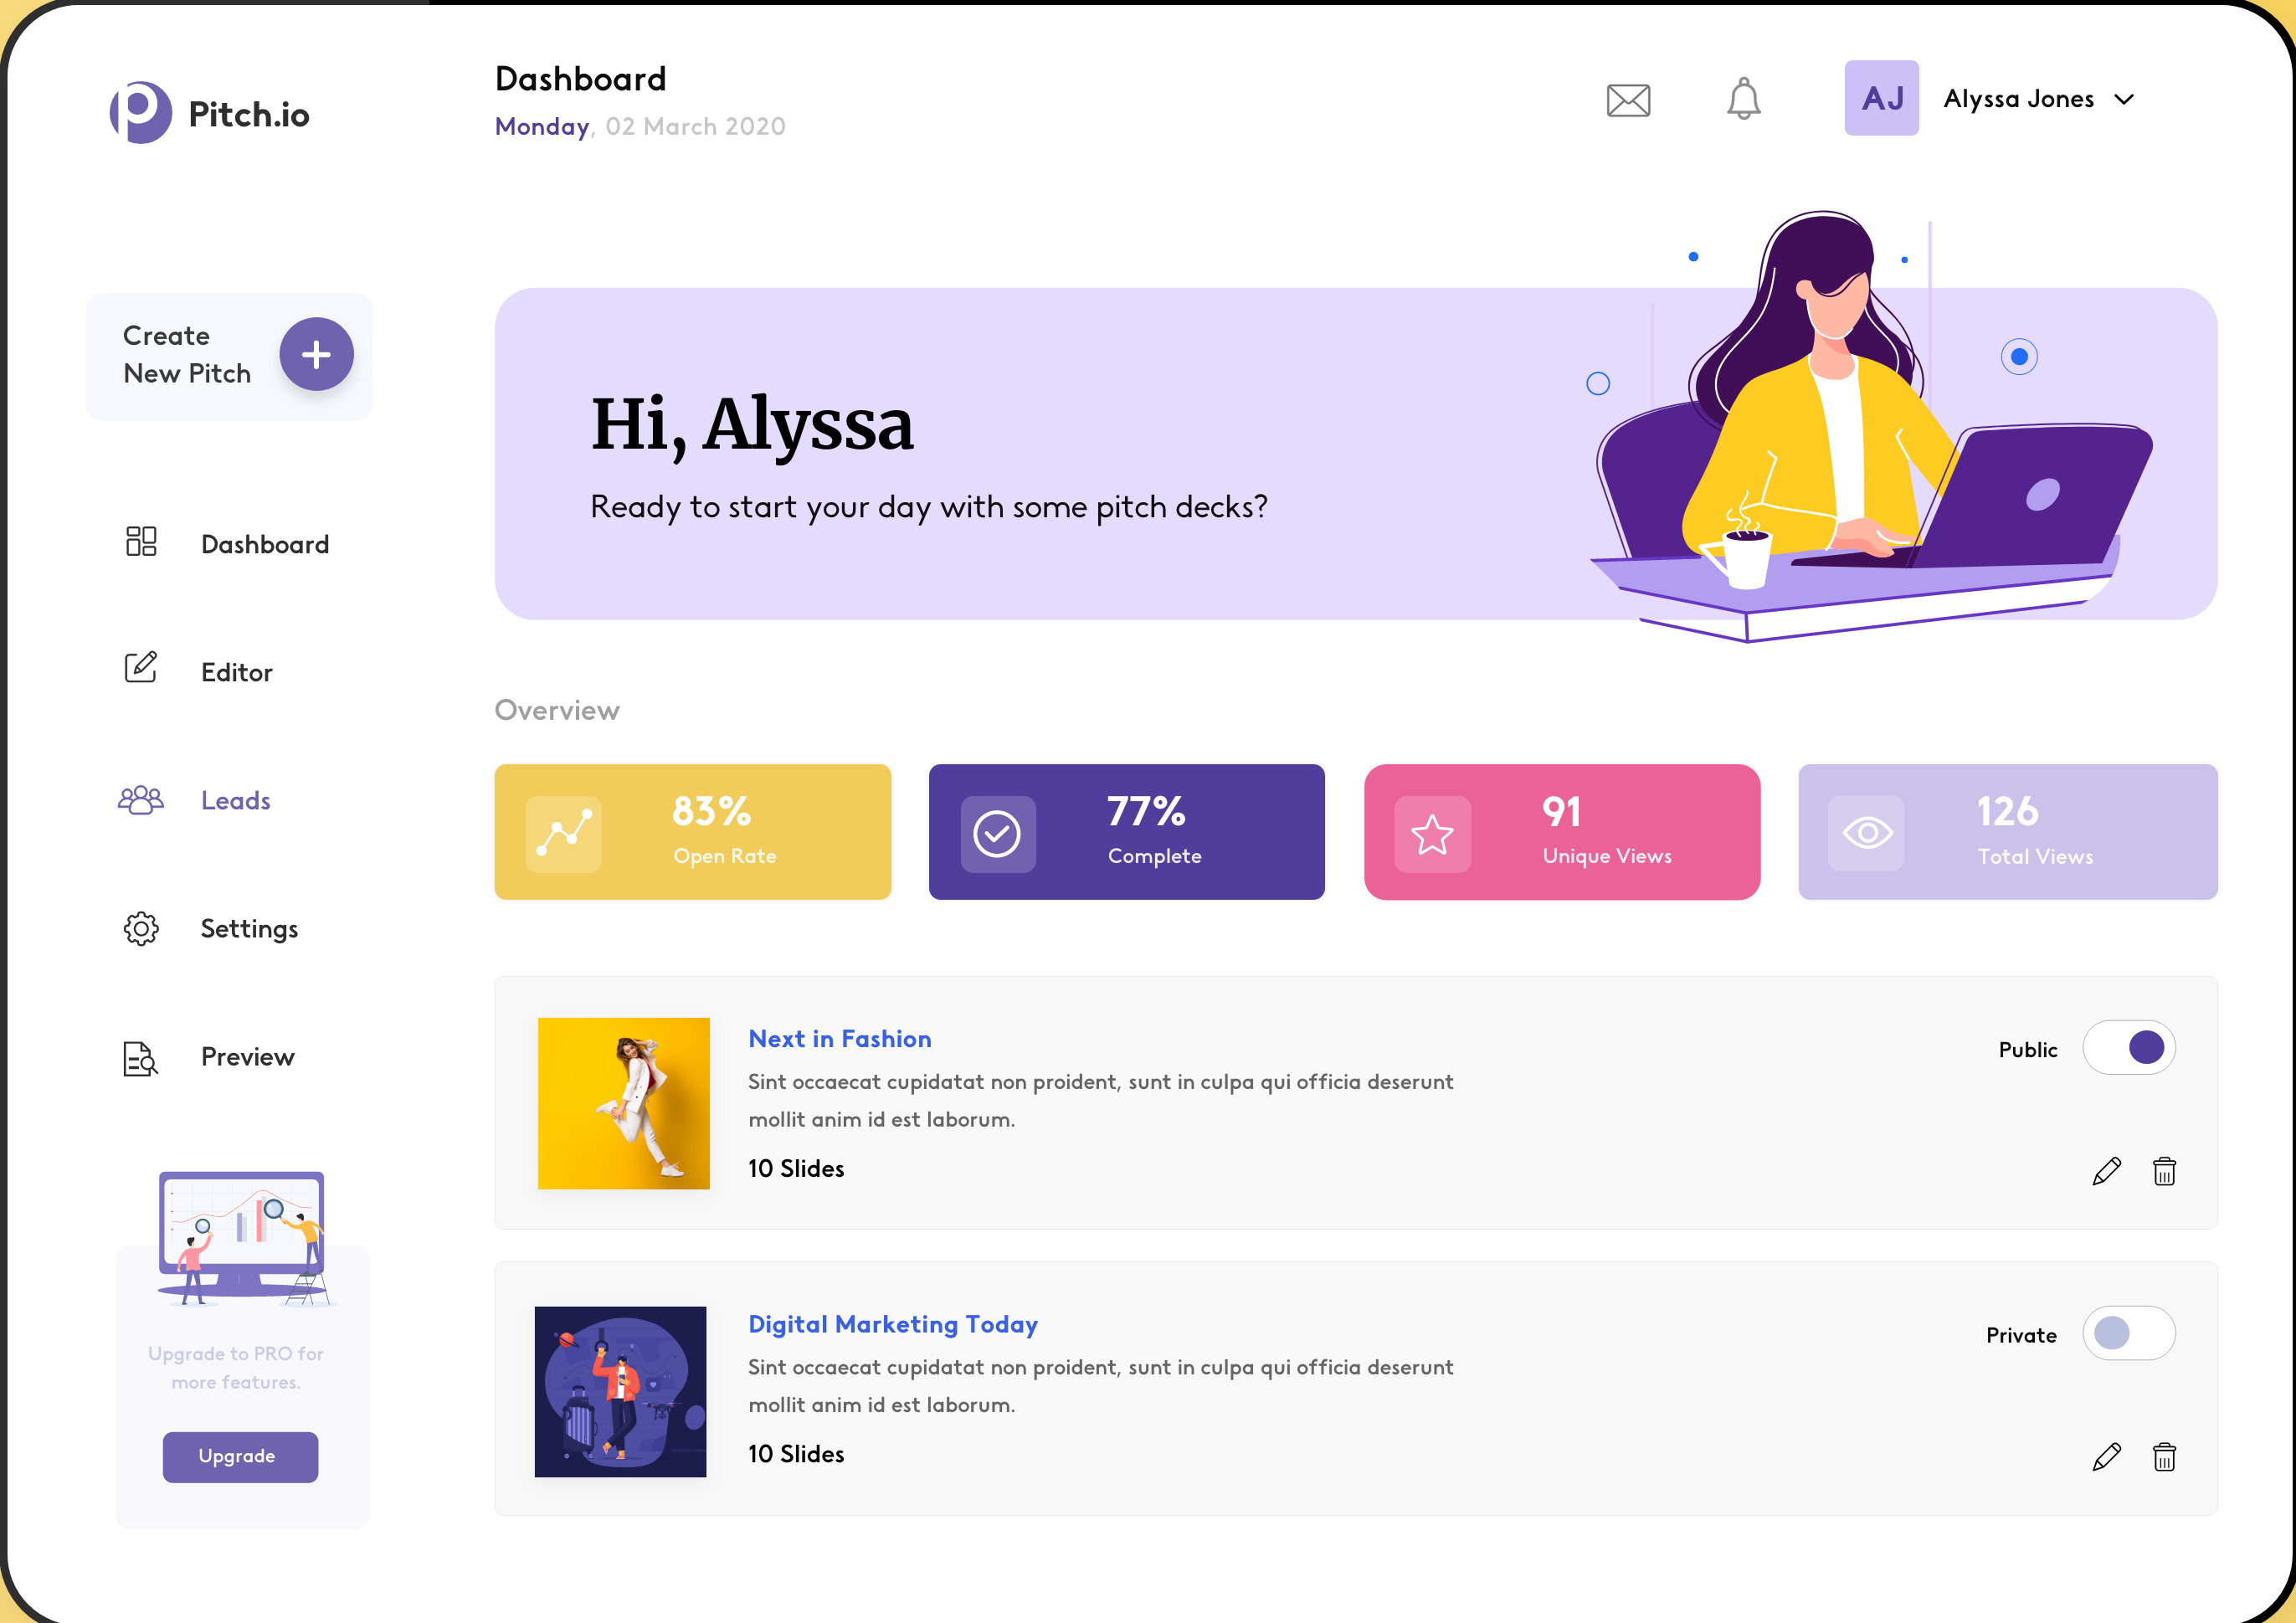 Pitch.io
Dashboard
Monday, 02 March 2020
AJ
Alyssa Jones
Create
New Pitch
Dashboard
Editor
Leads
Settings
Preview
Upgrade to PRO for
more features.
Upgrade
Hi, Alyssa
Ready to start your day with some pitch decks?
Overview
83%
Open Rate
77%
Complete
91
Unique Views
126
Total Views
Next in Fashion
Sint occaecat cupidatat non proident, sunt in culpa qui officia deserunt
mollit anim id est laborum.
10 Slides
Public
Digital Marketing Today
Sint occaecat cupidatat non proident, sunt in culpa qui officia deserunt
mollit anim id est laborum.
10 Slides
Private